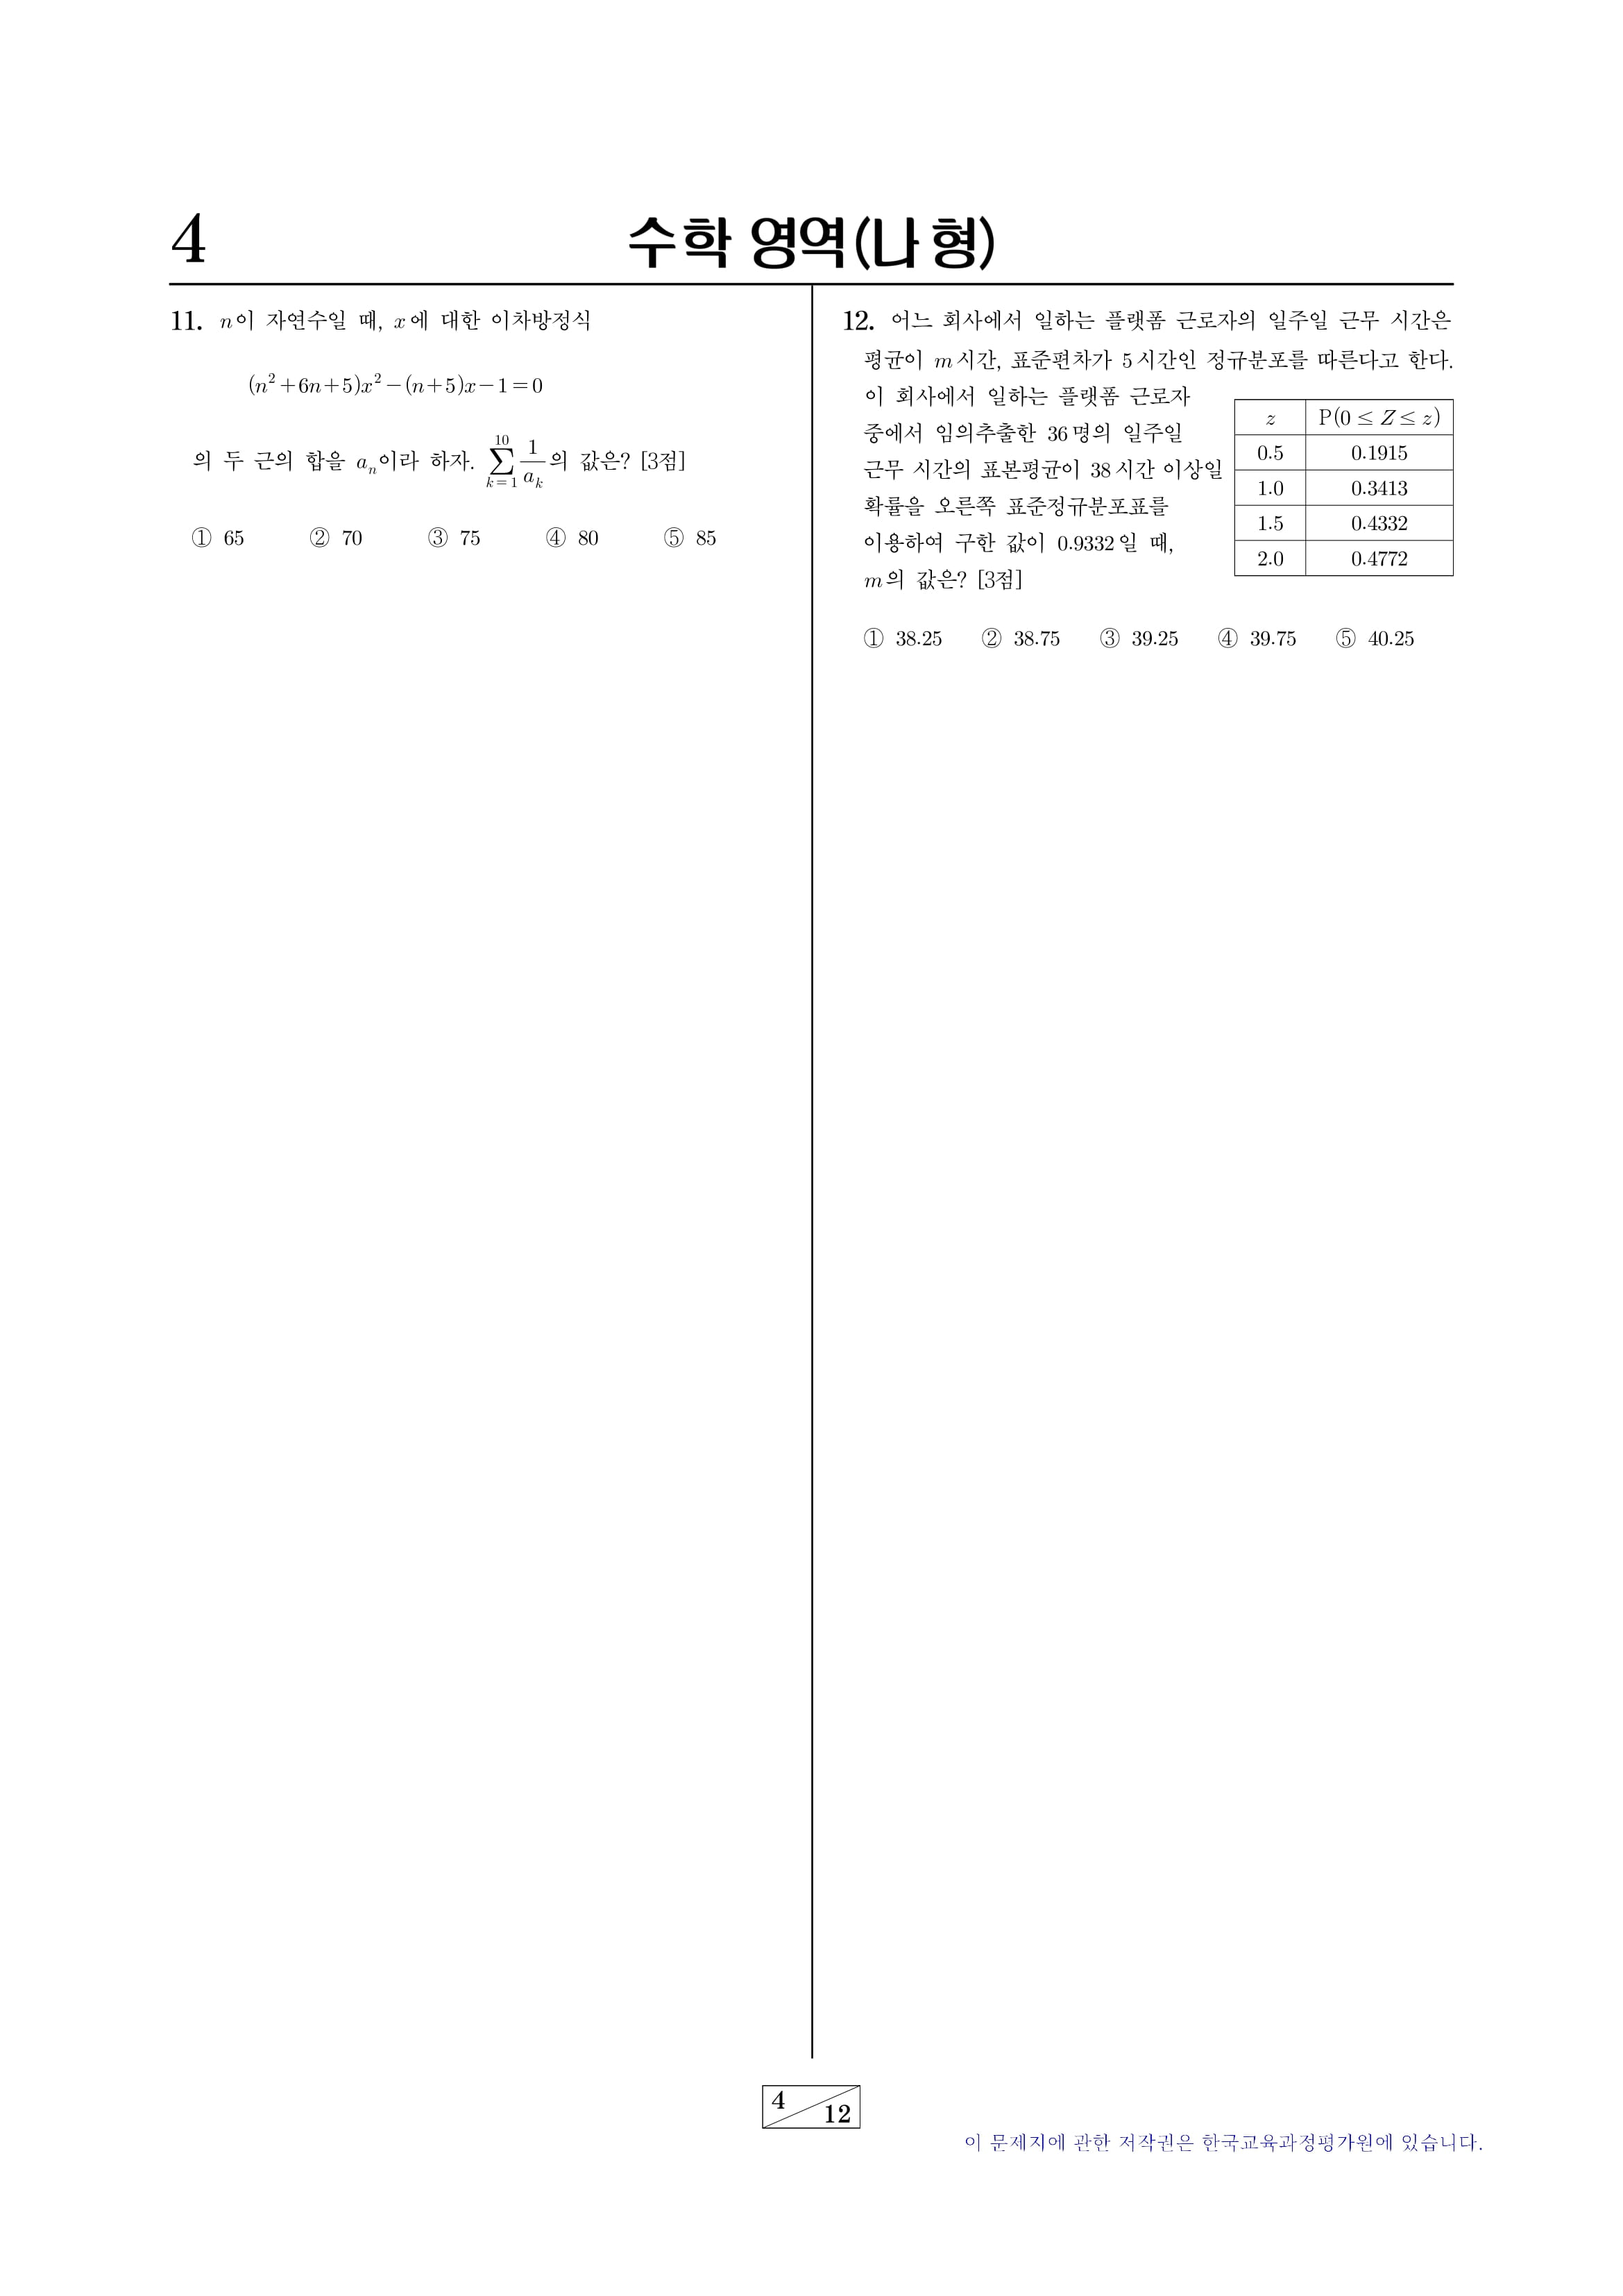 4
수학 영역(나 형)
11. n이 자연수일 때, x에 대한 이차방정식
(n²+6n+5)x²−(n+5)x−1=0
의 두 근의 합을 aₙ이라 하자. \sum_{k=1}^{10} \frac{1}{a_k}의 값은? [3점]
① 65 ② 70 ③ 75 ④ 80 ⑤ 85
12. 어느 회사에서 일하는 플랫폼 근로자의 일주일 근무 시간은
평균이 m시간, 표준편차가 5시간인 정규분포를 따른다고 한다.
이 회사에서 일하는 플랫폼 근로자
중에서 임의추출한 36명의 일주일
근무 시간의 표본평균이 38시간 이상일
확률을 오른쪽 표준정규분포표를
이용하여 구한 값이 0.9332일 때,
m의 값은? [3점]
z P(0 ≤ Z ≤ z)
0.5 0.1915
1.0 0.3413
1.5 0.4332
2.0 0.4772
① 38.25 ② 38.75 ③ 39.25 ④ 39.75 ⑤ 40.25
4
12
이 문제지에 관한 저작권은 한국교육과정평가원에 있습니다.